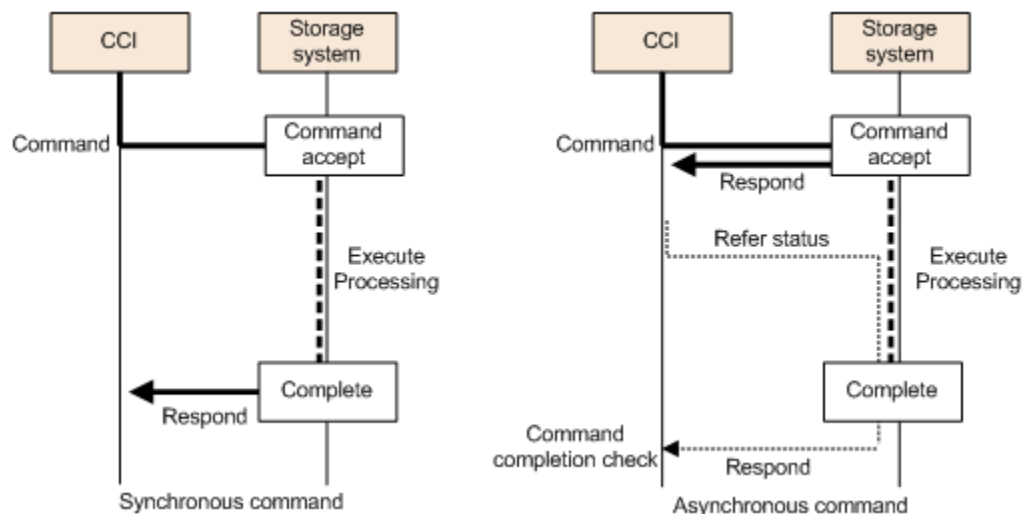 CCI
Storage
system
Command
Command
accept
Execute
Processing
Complete
Respond
Synchronous command
CCI
Storage
system
Command
Command
accept
Respond
Refer status
Execute
Processing
Complete
Command
completion check
Respond
Asynchronous command